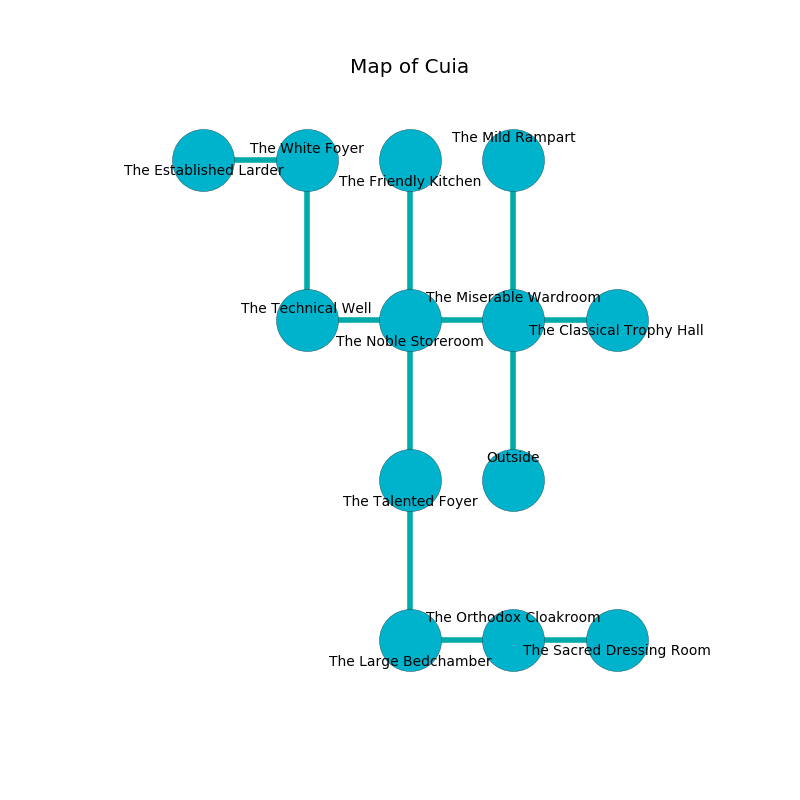 Map of Cuia
The Mild Rampart
The White Foyer
The Established Larder
The Friendly Kitchen
The Miserable Wardroom
The Technical Well
The Classical Trophy Hall
The Noble Storeroom
Outside
The Talented Foyer
The Orthodox Cloakroom
The Sacred Dressing Room
The Large Bedchamber